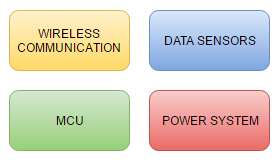 WIRELESS
COMMUNICATION
DATA SENSORS
MCU
POWER SYSTEM